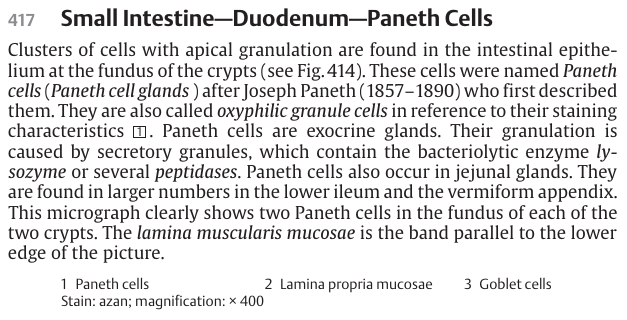 417 Small Intestine—Duodenum—Paneth Cells
Clusters of cells with apical granulation are found in the intestinal epithe-
lium at the fundus of the crypts (see Fig. 414). These cells were named Paneth
cells (Paneth cell glands ) after Joseph Paneth (1857–1890) who first described
them. They are also called oxyphilic granule cells in reference to their staining
characteristics 1. Paneth cells are exocrine glands. Their granulation is
caused by secretory granules, which contain the bacteriolytic enzyme ly-
sozyme or several peptidases. Paneth cells also occur in jejunal glands. They
are found in larger numbers in the lower ileum and the vermiform appendix.
This micrograph clearly shows two Paneth cells in the fundus of each of the
two crypts. The lamina muscularis mucosae is the band parallel to the lower
edge of the picture.
1 Paneth cells 2 Lamina propria mucosae 3 Goblet cells
Stain: azan; magnification: × 400